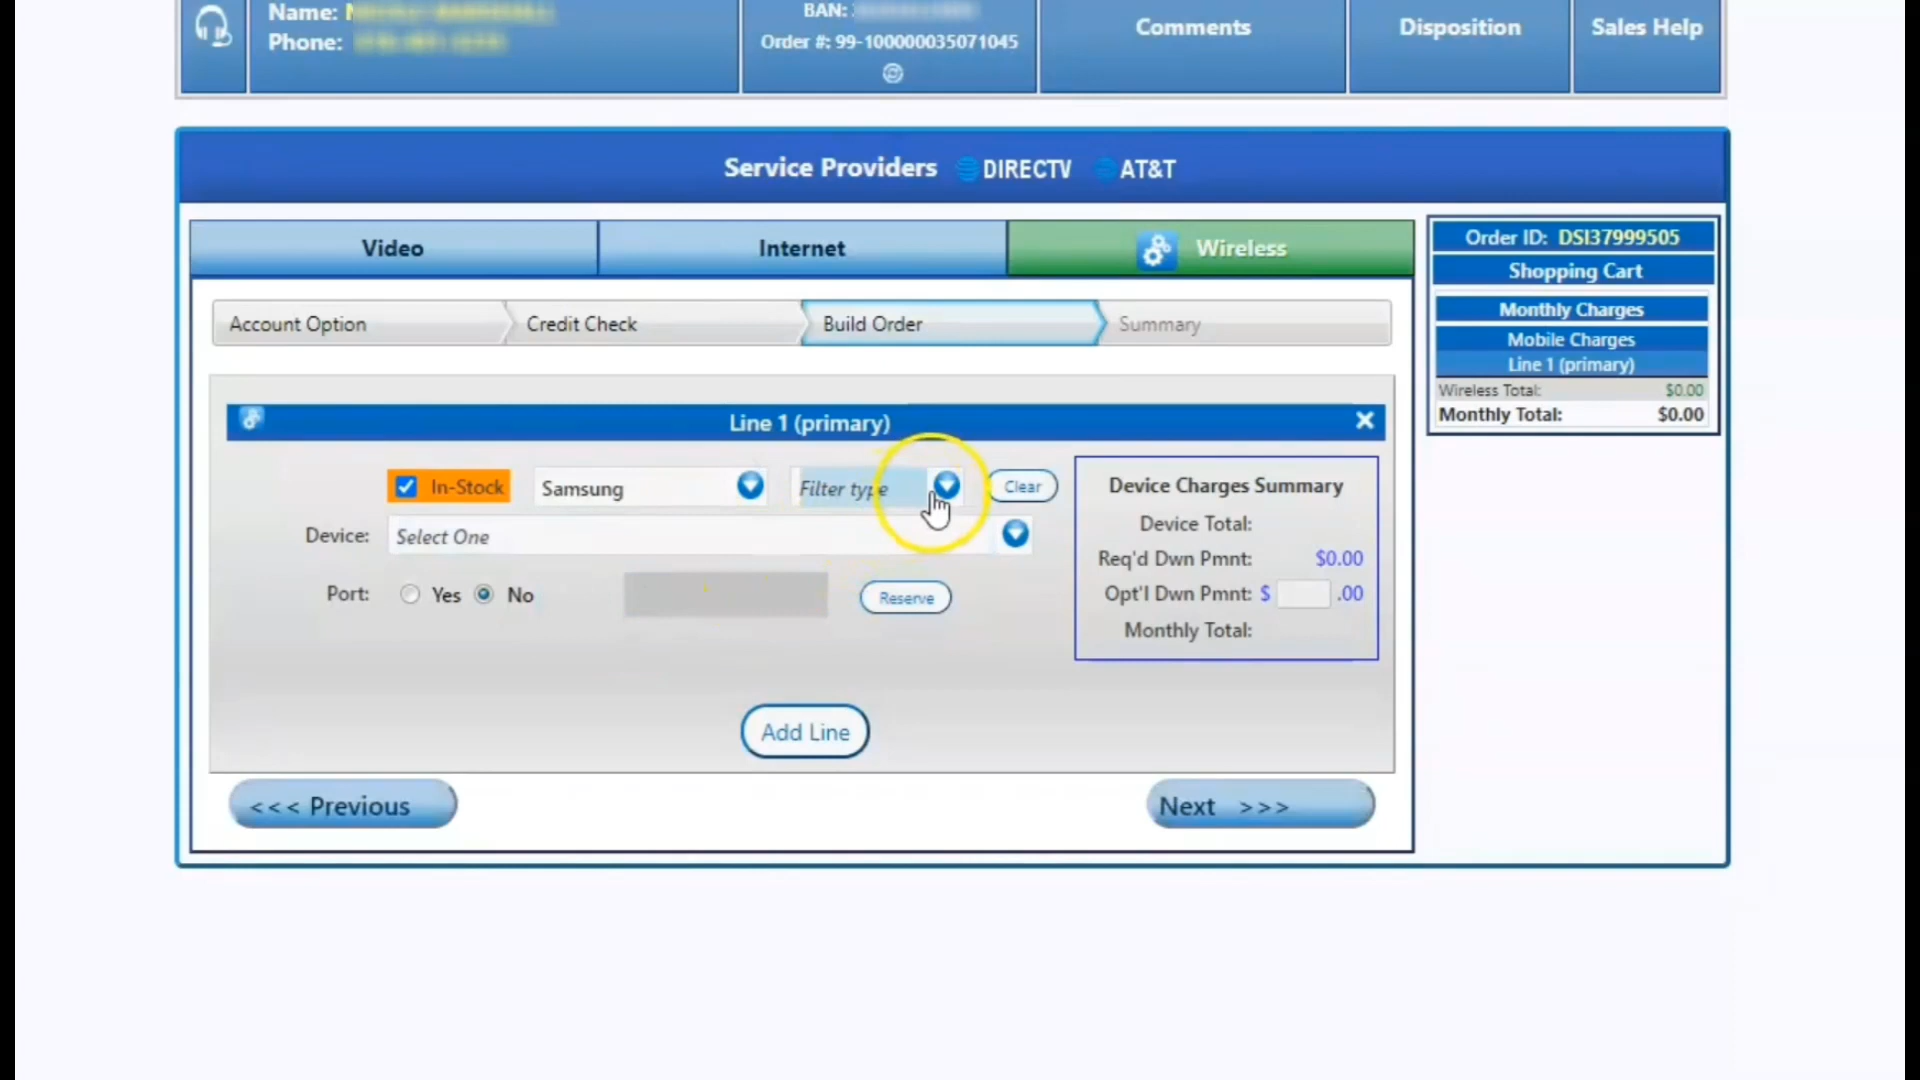 Name:
Phone:
BAN:
Order #: 99-100000035071045
Comments
Disposition
Sales Help
Service Providers DIRECTV AT&T
Video Internet Wireless
Account Option Credit Check Build Order Summary
Line 1 (primary)
In-Stock Samsung Filter type Clear
Device: Select One
Port: Yes No Reserve
Device Charges Summary
Device Total:
Req'd Dwn Pmnt: $0.00
Opt'l Dwn Pmnt: $ .00
Monthly Total:
Add Line
<<< Previous
Next >>>
Order ID: DSI37999505
Shopping Cart
Monthly Charges
Mobile Charges
Line 1 (primary)
Wireless Total: $0.00
Monthly Total: $0.00